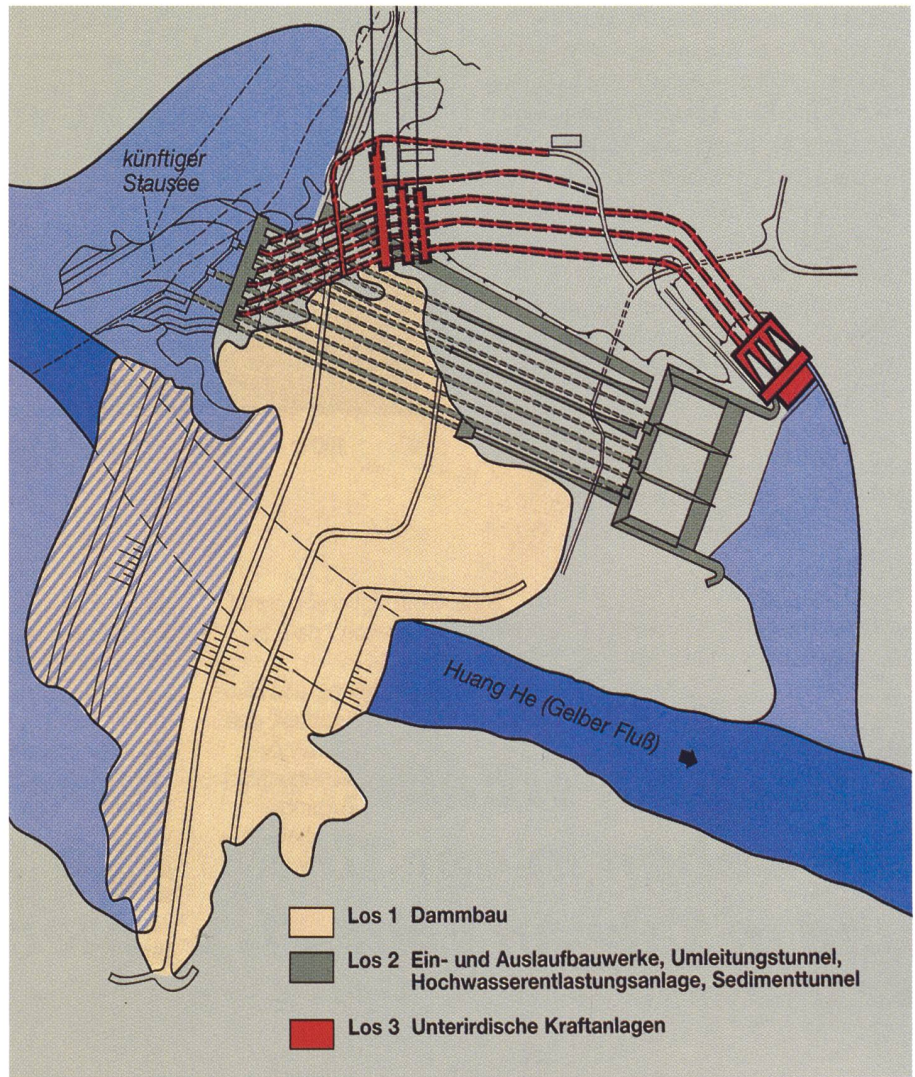 künftiger
Stausee
Huang He (Gelber Fluß)
Los 1 Dammbau
Los 2 Ein- und Auslaufbauwerke, Umleitungstunnel,
Hochwasserentlastungsanlage, Sedimenttunnel
Los 3 Unterirdische Kraftanlagen